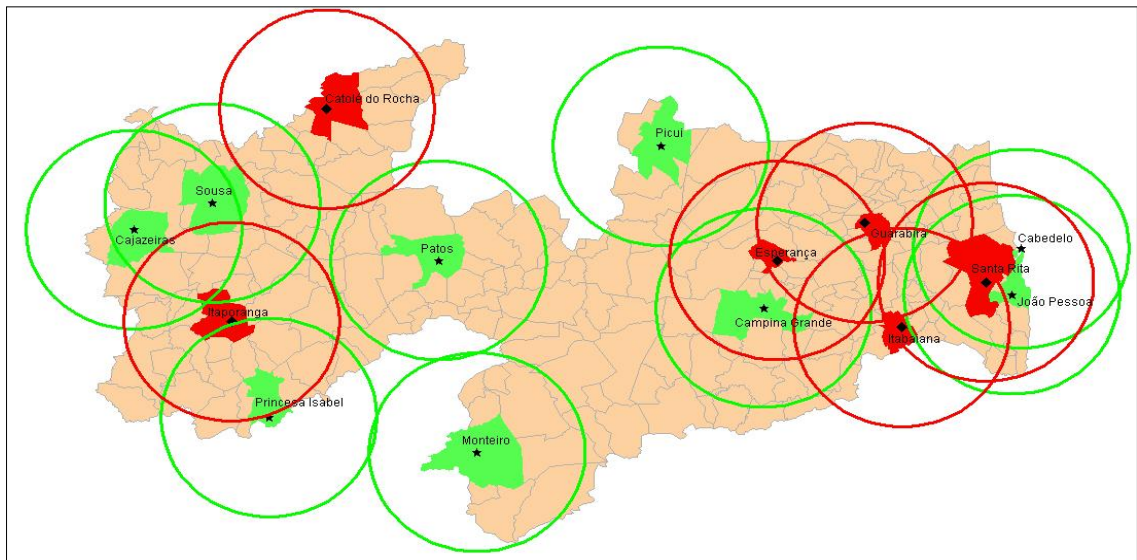 Catolé do Rocha
Picuí
Sousa
Cajazeiras
Guarabira
Patos
Esperança
Cabedelo
Santa Rita
João Pessoa
Itaporanga
Campina Grande
Itabaiana
Princesa Isabel
Monteiro